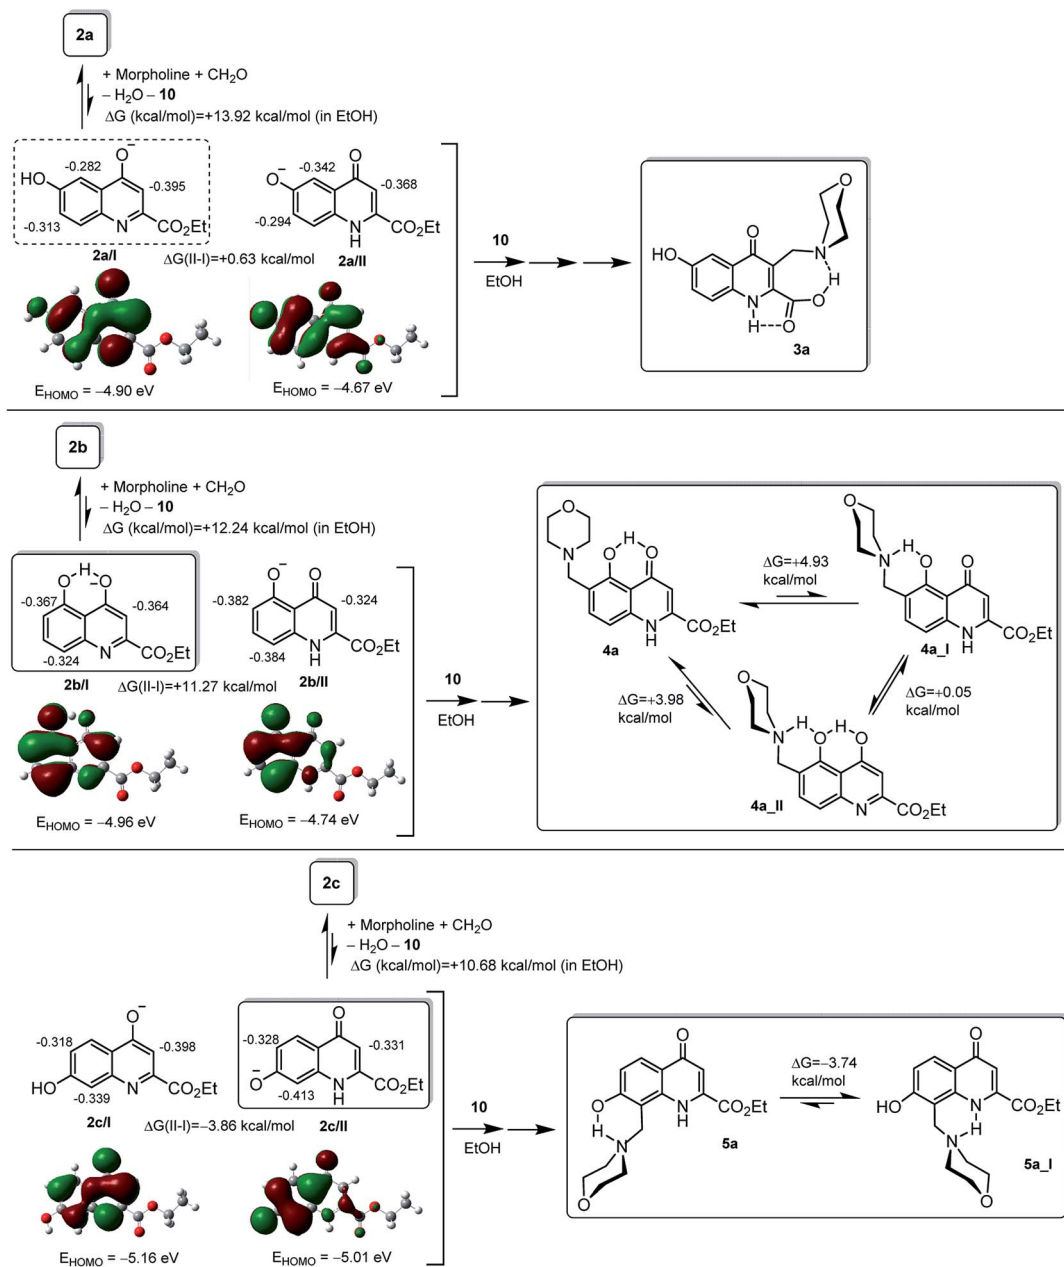 2a
+ Morpholine + CH2O
– H2O – 10
ΔG (kcal/mol)=+13.92 kcal/mol (in EtOH)
O−
HO
-0.282
-0.395
-0.313
N
CO2Et
2a/I
ΔG(II-I)=+0.63 kcal/mol
O
O−
-0.342
-0.368
-0.294
N
H
CO2Et
2a/II
EHOMO = –4.90 eV
EHOMO = –4.67 eV
10
EtOH
O
N
O
HO
H
O
N
H
O
3a
2b
+ Morpholine + CH2O
– H2O – 10
ΔG (kcal/mol)=+12.24 kcal/mol (in EtOH)
H
O
O−
-0.367
-0.364
-0.324
N
CO2Et
2b/I
ΔG(II-I)=+11.27 kcal/mol
O−
O
-0.382
-0.324
-0.384
N
H
CO2Et
2b/II
EHOMO = –4.96 eV
EHOMO = –4.74 eV
10
EtOH
O
N
H
O
O
N
H
CO2Et
4a
ΔG=+4.93
kcal/mol
O
N
H
O
O
N
H
CO2Et
4a_I
ΔG=+3.98
kcal/mol
ΔG=+0.05
kcal/mol
O
N
H
O
H
O
N
CO2Et
4a_II
2c
+ Morpholine + CH2O
– H2O – 10
ΔG (kcal/mol)=+10.68 kcal/mol (in EtOH)
O−
-0.318
-0.398
HO
-0.339
N
CO2Et
2c/I
ΔG(II-I)=–3.86 kcal/mol
O
-0.328
-0.331
−O
-0.413
N
H
CO2Et
2c/II
EHOMO = –5.16 eV
EHOMO = –5.01 eV
10
EtOH
O
O
H
N
H
CO2Et
N
O
5a
ΔG=–3.74
kcal/mol
O
HO
N
H
CO2Et
N
O
5a_I